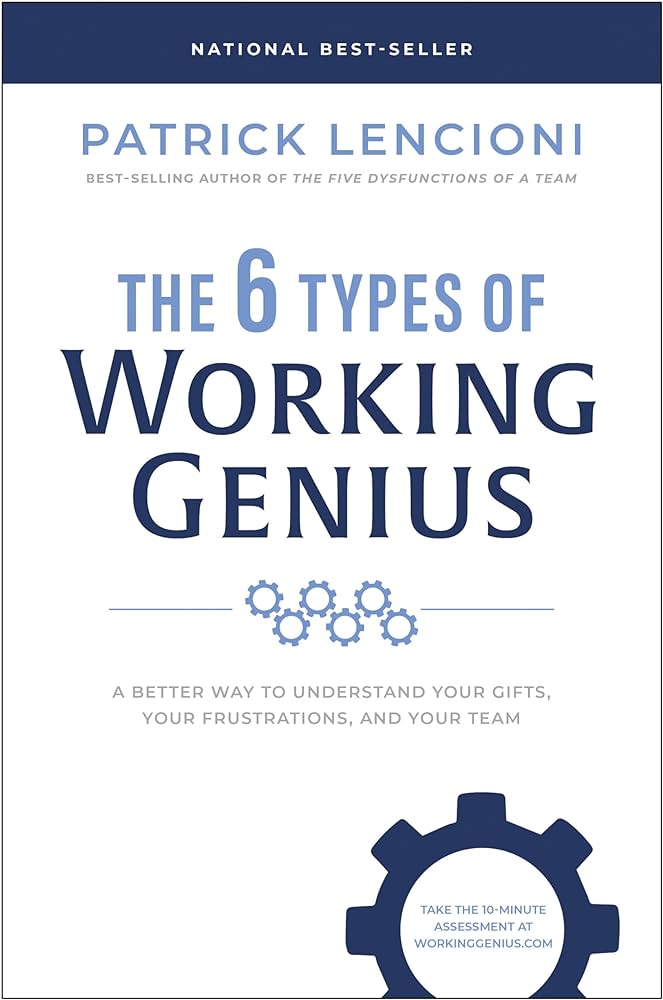 NATIONAL BEST-SELLER
PATRICK LENCIONI
BEST-SELLING AUTHOR OF THE FIVE DYSFUNCTIONS OF A TEAM
THE 6 TYPES OF
WORKING
GENIUS
A BETTER WAY TO UNDERSTAND YOUR GIFTS,
YOUR FRUSTRATIONS, AND YOUR TEAM
TAKE THE 10-MINUTE
ASSESSMENT AT
WORKINGGENIUS.COM